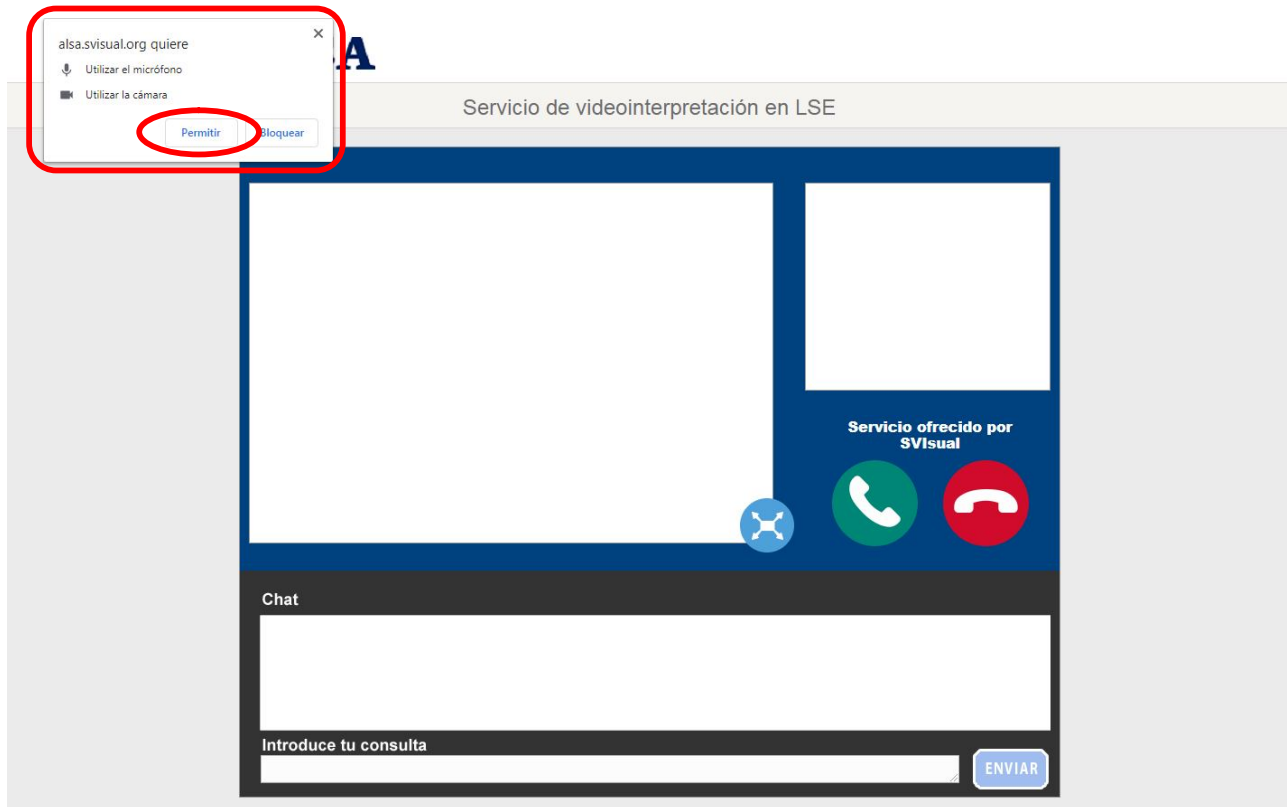 alsa.svisual.org quiere
Utilizar el micrófono
Utilizar la cámara
Permitir
Bloquear
A
Servicio de videointerpretación en LSE
Servicio ofrecido por
SVIsual
Chat
Introduce tu consulta
ENVIAR